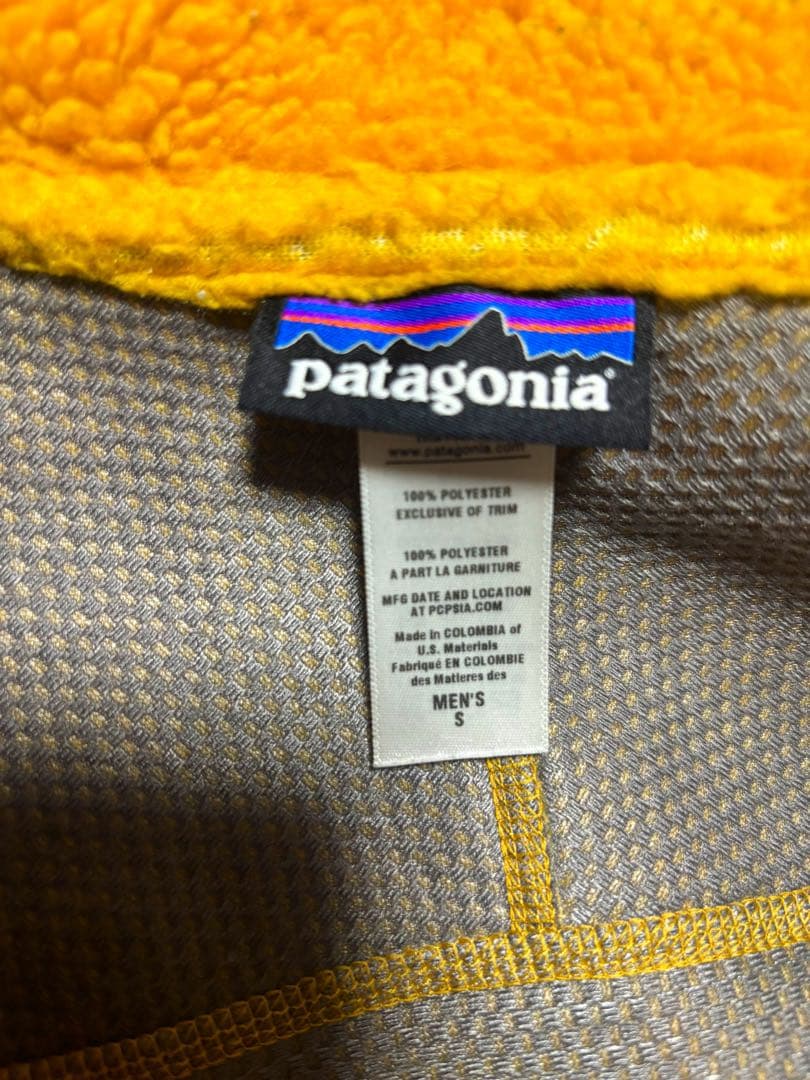 patagonia®
www.patagonia.com
100% POLYESTER
EXCLUSIVE OF TRIM
100% POLYESTER
A PART LA GARNITURE
MFG DATE AND LOCATION
AT PCPSIA.COM
Made in COLOMBIA of
U.S. Materials
Fabriqué EN COLOMBIE
des Matieres des
MEN'S
S